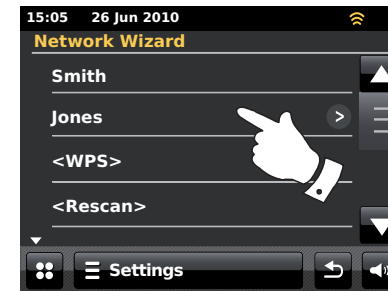 15:05 26 Jun 2010
Network Wizard
Smith
Jones
<WPS>
<Rescan>
Settings